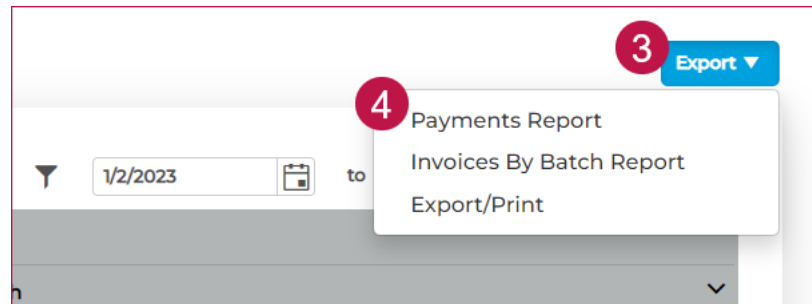 3
Export ▼
4
Payments Report
Invoices By Batch Report
Export/Print
1/2/2023
to
h